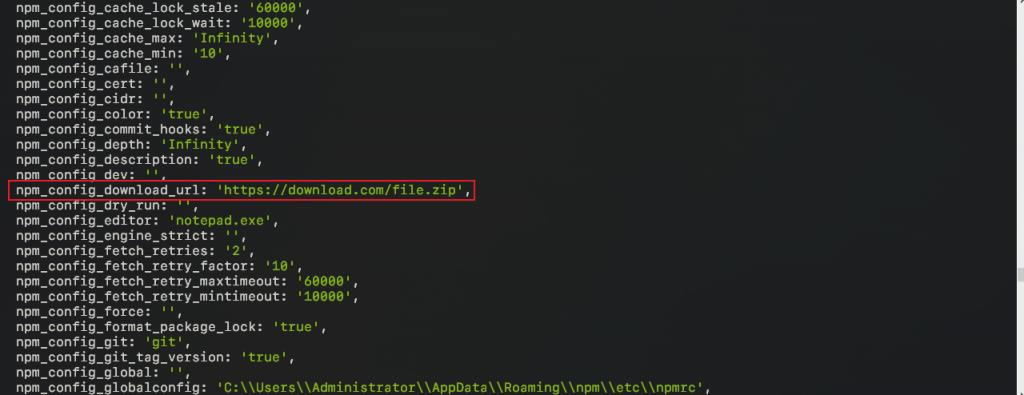 npm_config_cache_lock_stale: '60000',
npm_config_cache_lock_wait: '10000',
npm_config_cache_max: 'Infinity',
npm_config_cache_min: '10',
npm_config_cafile: '',
npm_config_cert: '',
npm_config_cidr: '',
npm_config_color: 'true',
npm_config_commit_hooks: 'true',
npm_config_depth: 'Infinity',
npm_config_description: 'true',
npm_config_dev: '',
npm_config_download_url: 'https://download.com/file.zip',
npm_config_dry_run: '',
npm_config_editor: 'notepad.exe',
npm_config_engine_strict: '',
npm_config_fetch_retries: '2',
npm_config_fetch_retry_factor: '10',
npm_config_fetch_retry_maxtimeout: '60000',
npm_config_fetch_retry_mintimeout: '10000',
npm_config_force: '',
npm_config_format_package_lock: 'true',
npm_config_git: 'git',
npm_config_git_tag_version: 'true',
npm_config_global: '',
npm_config_globalconfig: 'C:\\Users\\Administrator\\AppData\\Roaming\\npm\\etc\\npmrc',